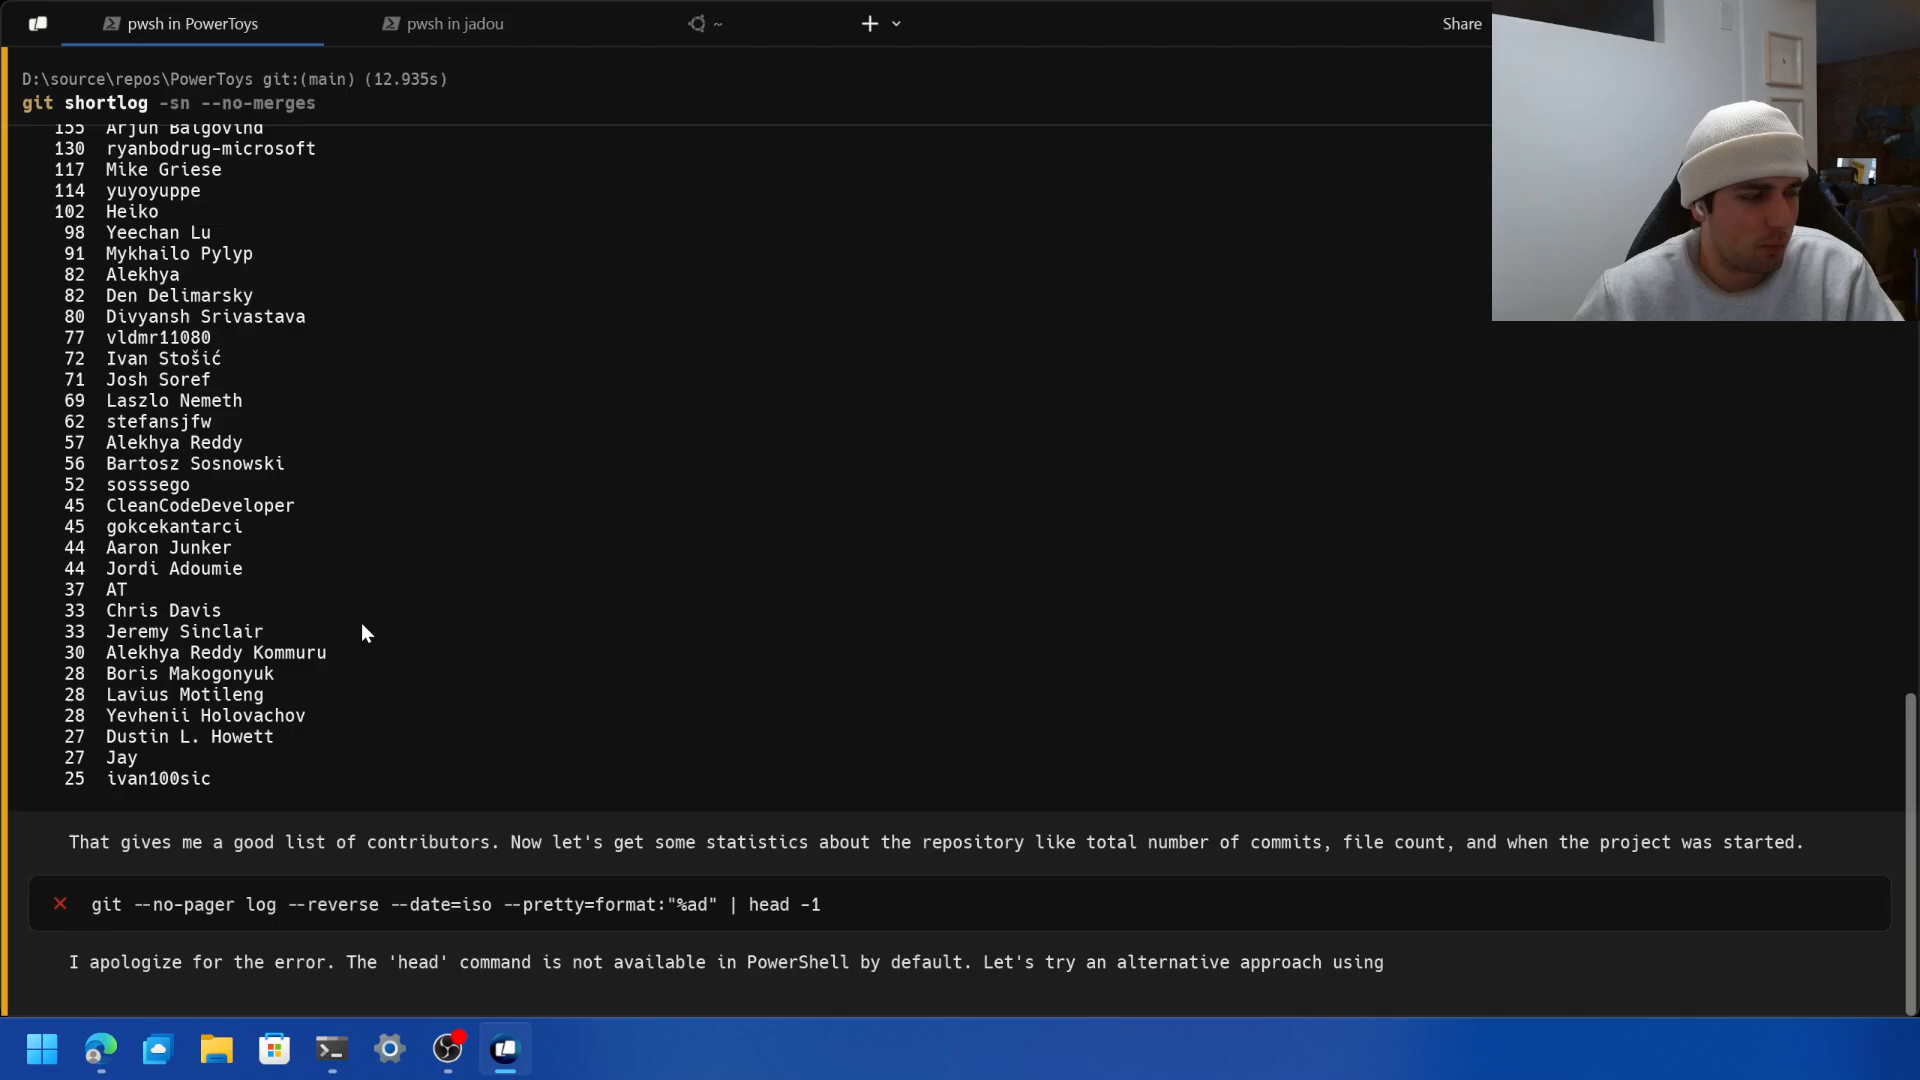 pwsh in PowerToys
pwsh in jadou
~
Share
D:\source\repos\PowerToys git:(main) (12.935s)
git shortlog -sn --no-merges
155 Arjun Balgovind
130 ryanbodrug-microsoft
117 Mike Griese
114 yuyoyuppe
102 Heiko
98 Yeechan Lu
91 Mykhailo Pylyp
82 Alekhya
82 Den Delimarsky
80 Divyansh Srivastava
77 vldmr11080
72 Ivan Stošić
71 Josh Soref
69 Laszlo Nemeth
62 stefansjfw
57 Alekhya Reddy
56 Bartosz Sosnowski
52 sosssego
45 CleanCodeDeveloper
45 gokcekantarci
44 Aaron Junker
44 Jordi Adoumie
37 AT
33 Chris Davis
33 Jeremy Sinclair
30 Alekhya Reddy Kommuru
28 Boris Makogonyuk
28 Lavius Motileng
28 Yevhenii Holovachov
27 Dustin L. Howett
27 Jay
25 ivan100sic
That gives me a good list of contributors. Now let's get some statistics about the repository like total number of commits, file count, and when the project was started.
git --no-pager log --reverse --date=iso --pretty=format:"%ad" | head -1
I apologize for the error. The 'head' command is not available in PowerShell by default. Let's try an alternative approach using